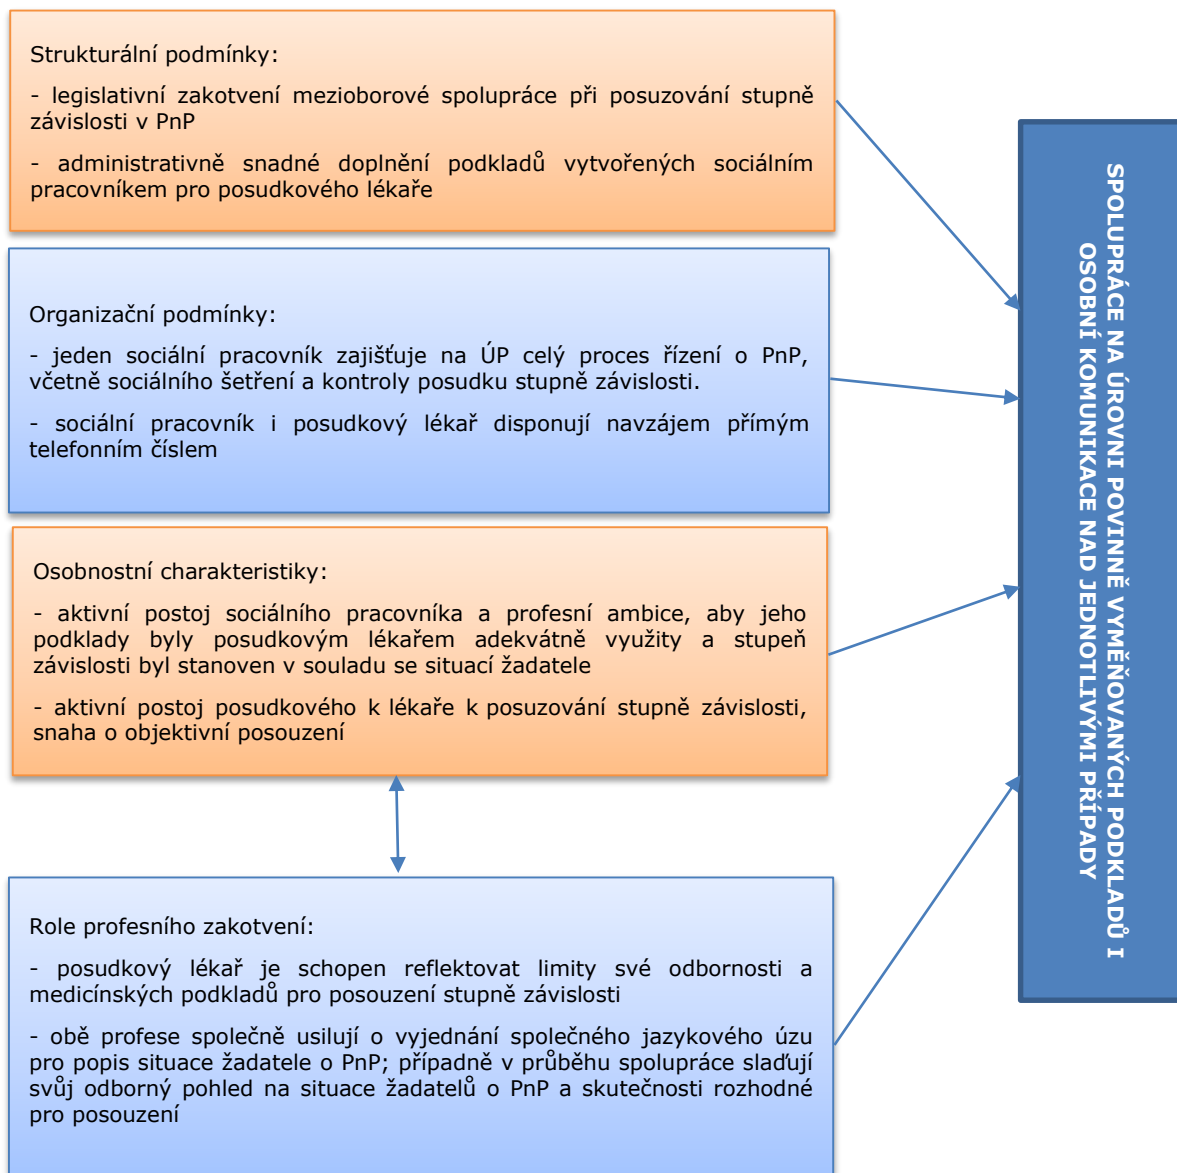 Strukturální podmínky:
- legislativní zakotvení mezioborové spolupráce při posuzování stupně
závislosti v PnP
- administrativně snadné doplnění podkladů vytvořených sociálním
pracovníkem pro posudkového lékaře
Organizační podmínky:
- jeden sociální pracovník zajišťuje na ÚP celý proces řízení o PnP,
včetně sociálního šetření a kontroly posudku stupně závislosti.
- sociální pracovník i posudkový lékař disponují navzájem přímým
telefonním číslem
Osobnostní charakteristiky:
- aktivní postoj sociálního pracovníka a profesní ambice, aby jeho
podklady byly posudkovým lékařem adekvátně využity a stupeň
závislosti byl stanoven v souladu se situací žadatele
- aktivní postoj posudkového k lékaře k posuzování stupně závislosti,
snaha o objektivní posouzení
Role profesního zakotvení:
- posudkový lékař je schopen reflektovat limity své odbornosti a
medicínských podkladů pro posouzení stupně závislosti
- obě profese společně usilují o vyjednání společného jazykového úzu
pro popis situace žadatele o PnP; případně v průběhu spolupráce slaďují
svůj odborný pohled na situace žadatelů o PnP a skutečnosti rozhodné
pro posouzení
SPOLUPRÁCE NA ÚROVNI POVINNĚ VYMĚŇOVANÝCH PODKLADŮ I
OSOBNÍ KOMUNIKACE NAD JEDNOTLIVÝMI PŘÍPADY